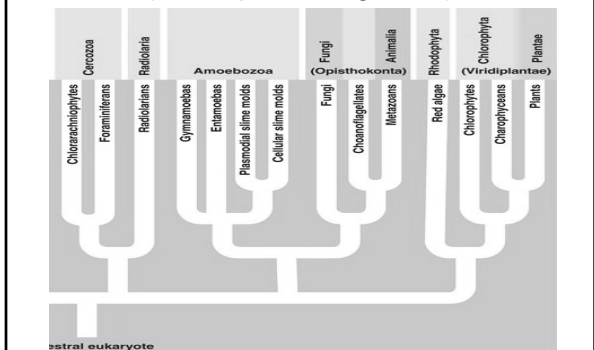 Cercozoa
Radiolaria
Amoebozoa
Fungi
(Opisthokonta)
Animalia
Rhodophyta
Chlorophyta
(Viridiplantae)
Plantae
Chlorarachniophytes
Foraminiferans
Radiolarians
Gymnamoebas
Entamoebas
Plasmodial slime molds
Cellular slime molds
Fungi
Choanoflagellates
Metazoans
Red algae
Chlorophytes
Charophyceans
Plants
estral eukaryote